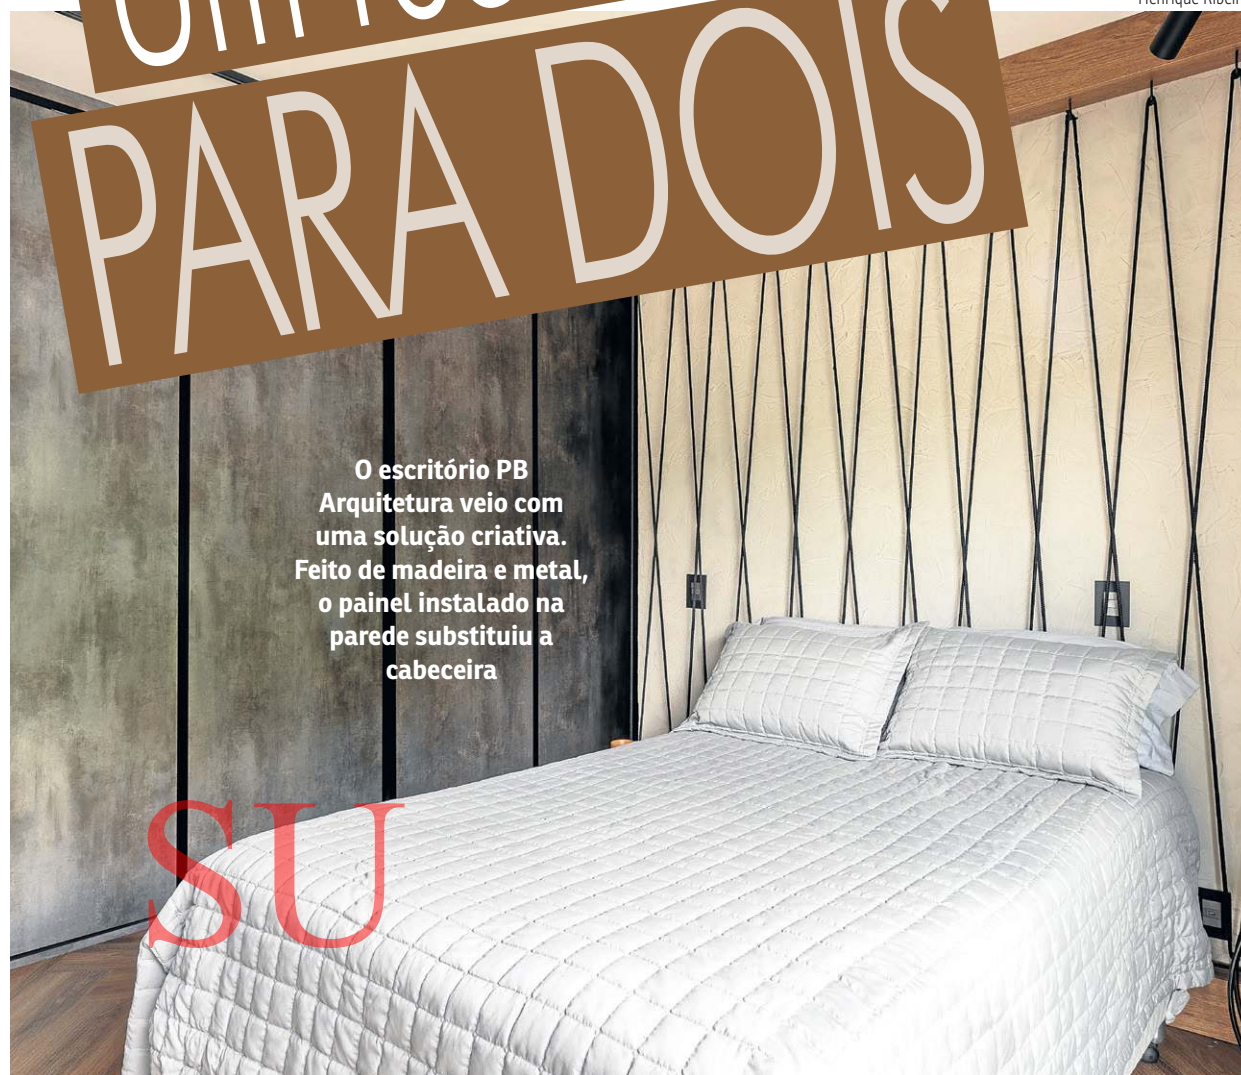 Um
PARA DOIS
O escritório PB
Arquitetura veio com
uma solução criativa.
Feito de madeira e metal,
o painel instalado na
parede substituiu a
cabeceira
SU